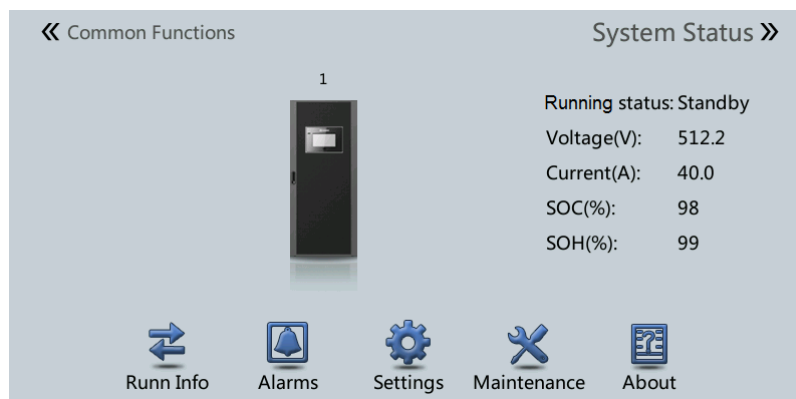 « Common Functions
System Status »
1
Running status: Standby
Voltage(V): 512.2
Current(A): 40.0
SOC(%): 98
SOH(%): 99
Runn Info Alarms Settings Maintenance About